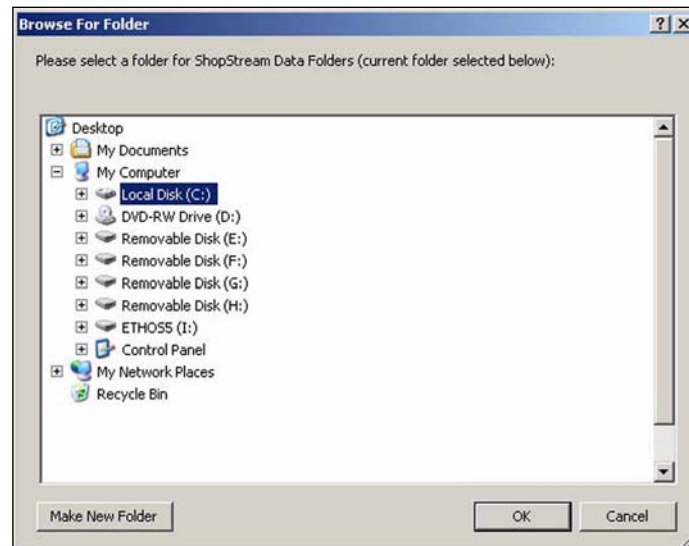 Browse For Folder
Please select a folder for ShopStream Data Folders (current folder selected below):
Desktop
My Documents
My Computer
Local Disk (C:)
DVD-RW Drive (D:)
Removable Disk (E:)
Removable Disk (F:)
Removable Disk (G:)
Removable Disk (H:)
ETHOS5 (I:)
Control Panel
My Network Places
Recycle Bin
Make New Folder OK Cancel